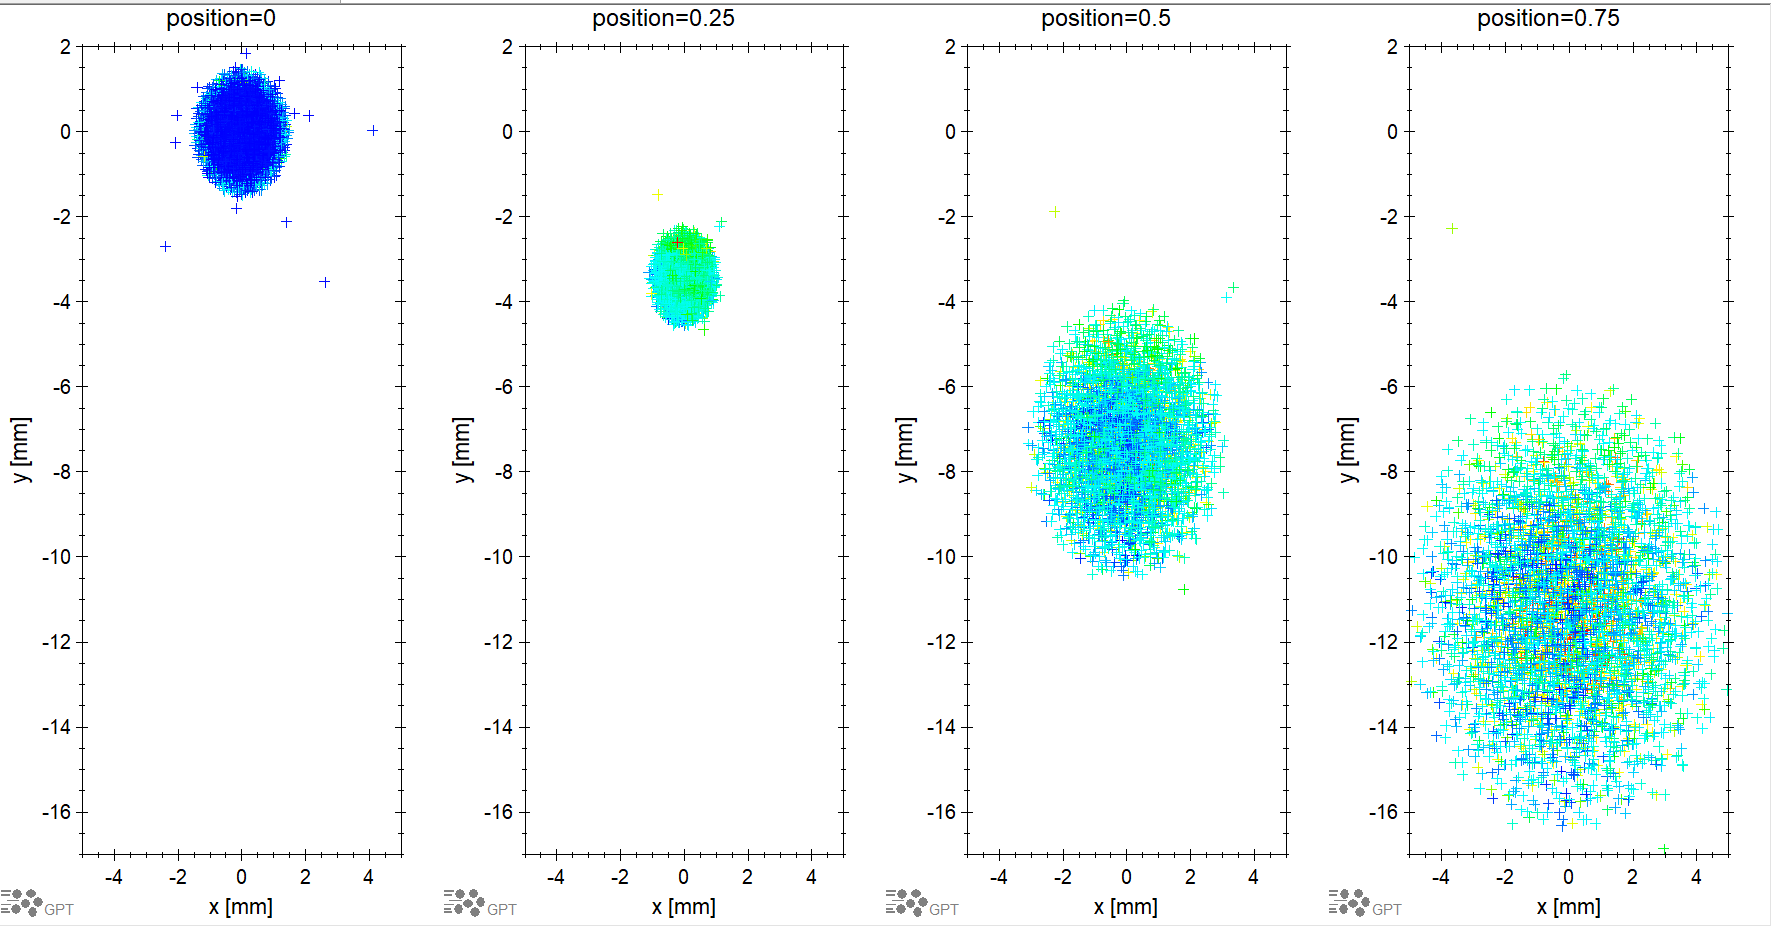 position=0
2
0
-2
-4
-6
-8
-10
-12
-14
-16
y [mm]
-4 -2 0 2 4
x [mm]
GPT
position=0.25
2
0
-2
-4
-6
-8
-10
-12
-14
-16
y [mm]
-4 -2 0 2 4
x [mm]
GPT
position=0.5
2
0
-2
-4
-6
-8
-10
-12
-14
-16
y [mm]
-4 -2 0 2 4
x [mm]
GPT
position=0.75
2
0
-2
-4
-6
-8
-10
-12
-14
-16
y [mm]
-4 -2 0 2 4
x [mm]
GPT